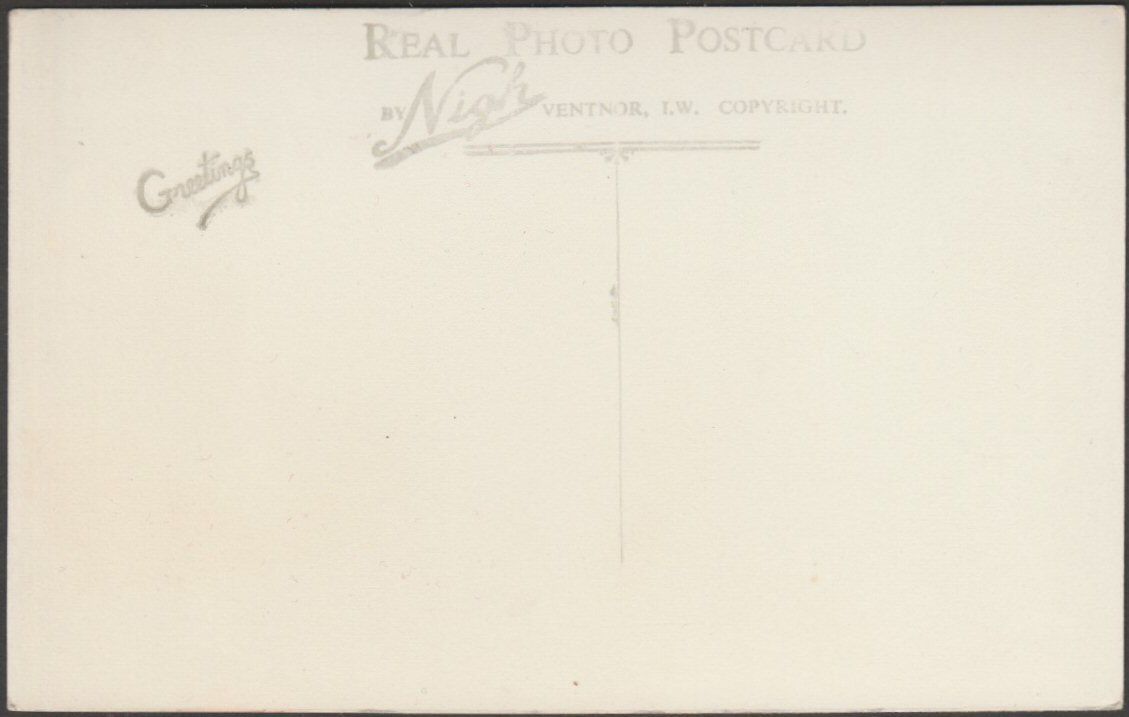 REAL PHOTO POSTCARD
BY Nigh VENTNOR, I.W. COPYRIGHT.
Greetings